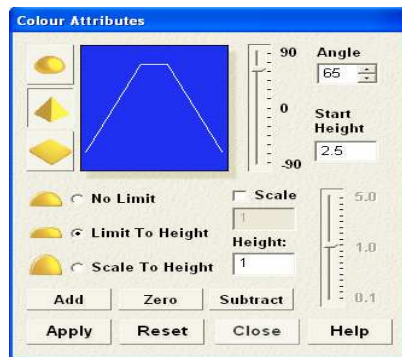 Colour Attributes
90 Angle
65
0 Start
Height
2.5
-90
No Limit Scale 5.0
1
Limit To Height Height: 1.0
Scale To Height 1
0.1
Add Zero Subtract
Apply Reset Close Help